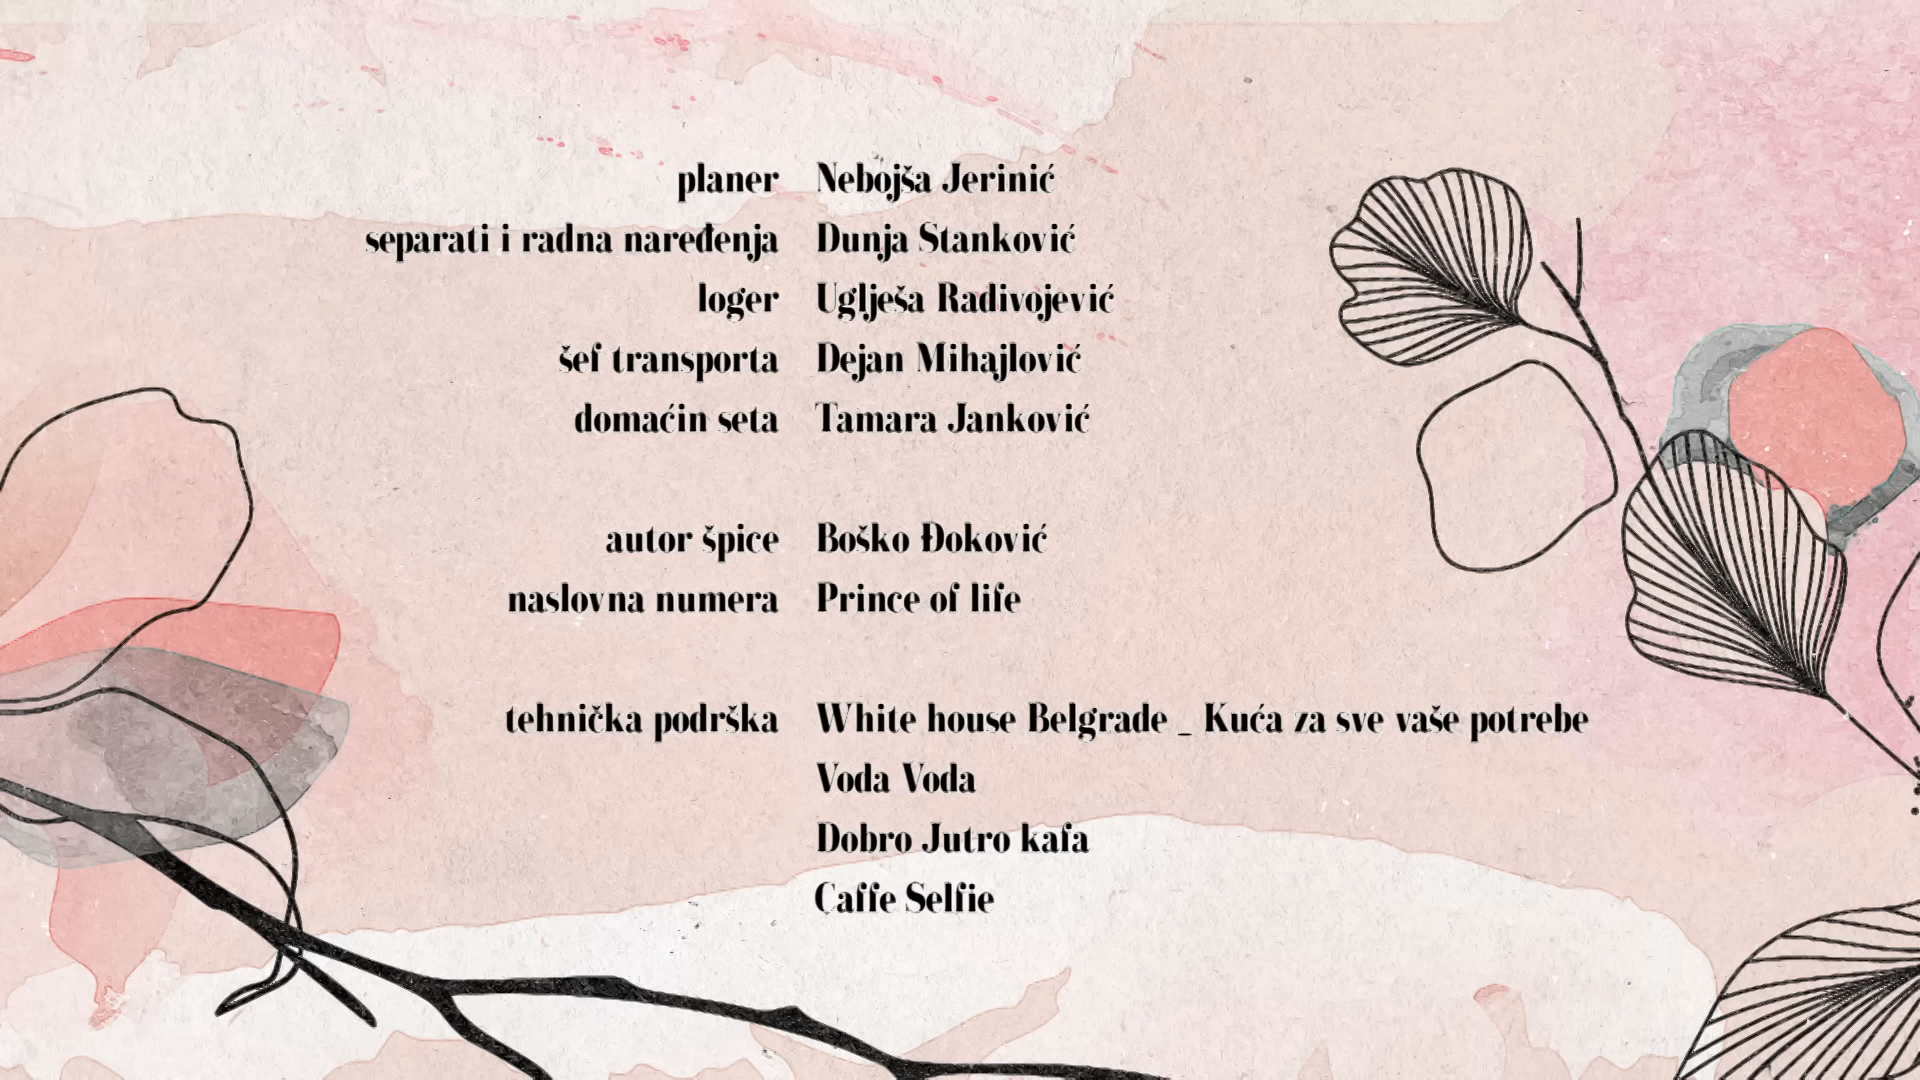 planer Nebojša Jerinić
separati i radna naređenja Dunja Stanković
loger Uglješa Radivojević
šef transporta Dejan Mihajlović
domaćin seta Tamara Janković
autor špice Boško Đoković
naslovna numera Prince of life
tehnička podrška White house Belgrade _ Kuća za sve vaše potrebe
Voda Voda
Dobro Jutro kafa
Caffe Selfie